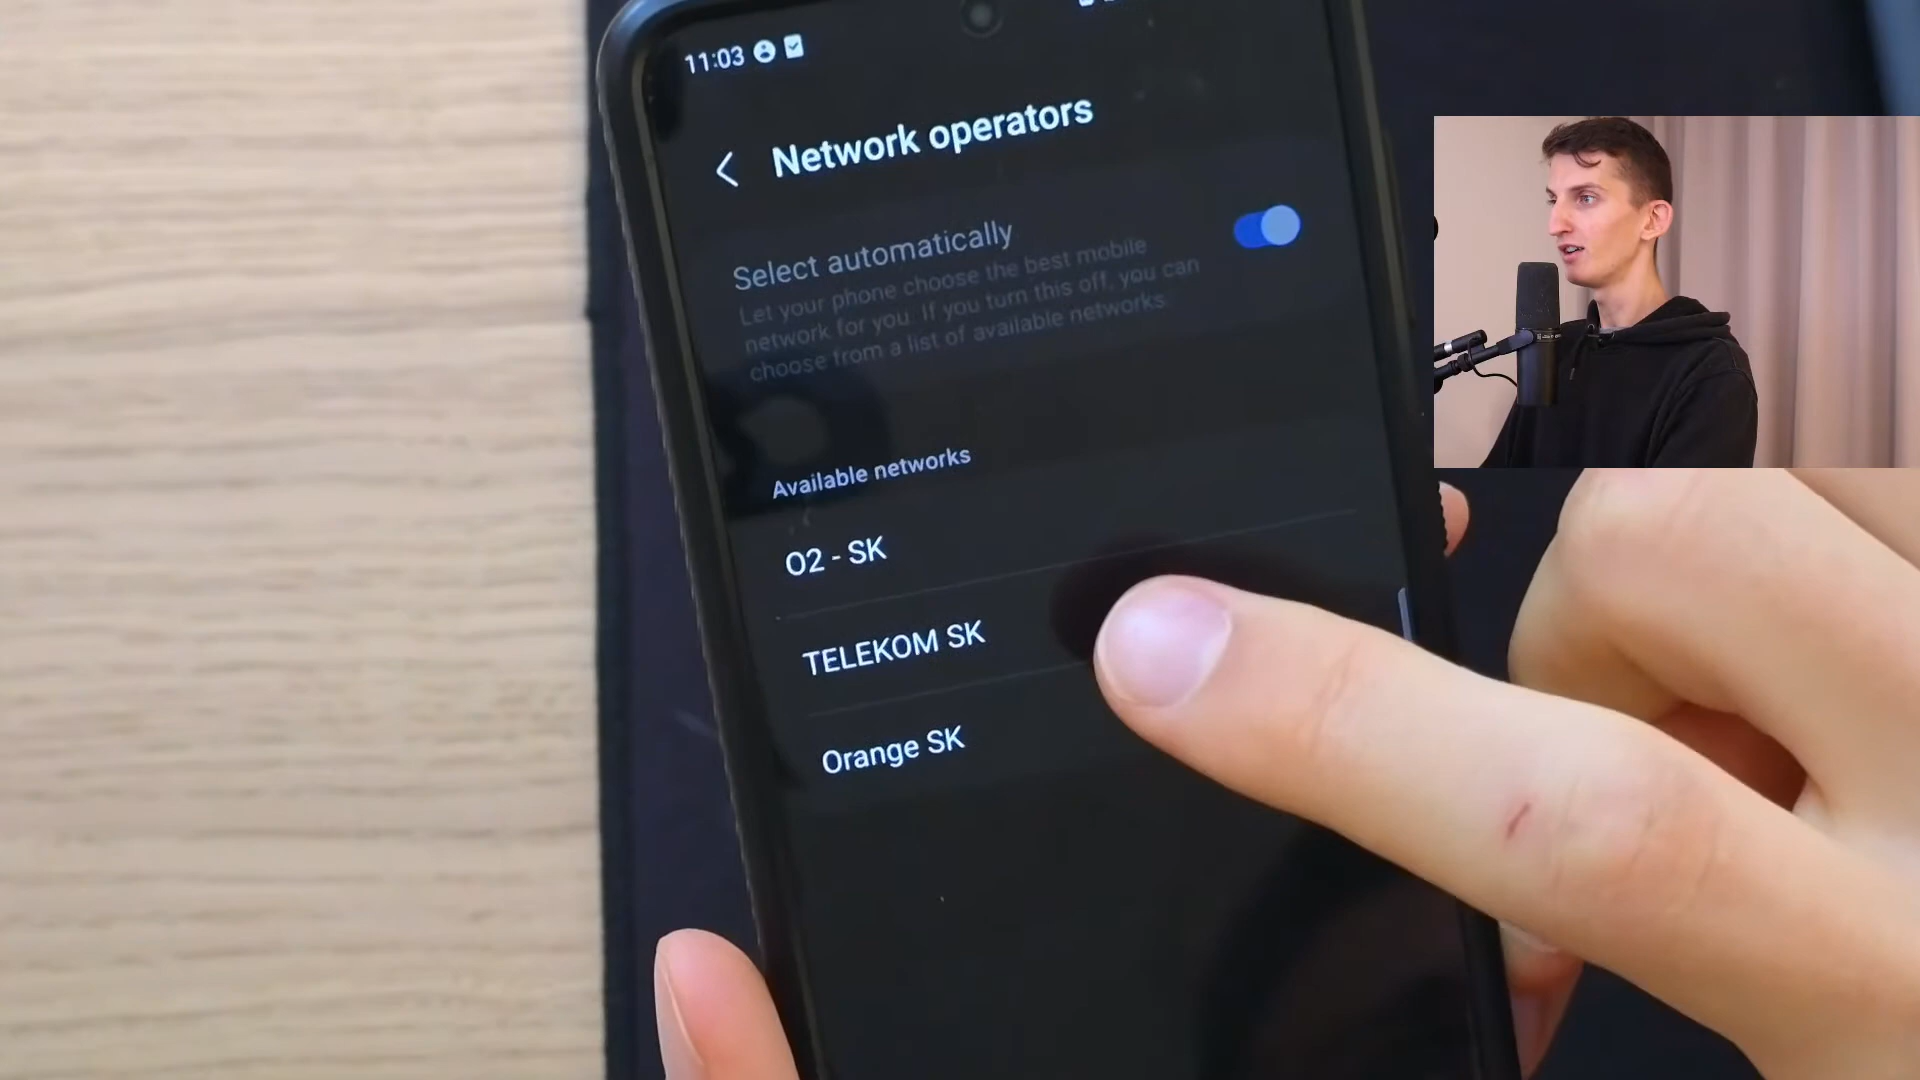 11:03
Network operators
Select automatically
Let your phone choose the best mobile
network for you. If you turn this off, you can
choose from a list of available networks.
Available networks
O2 - SK
TELEKOM SK
Orange SK